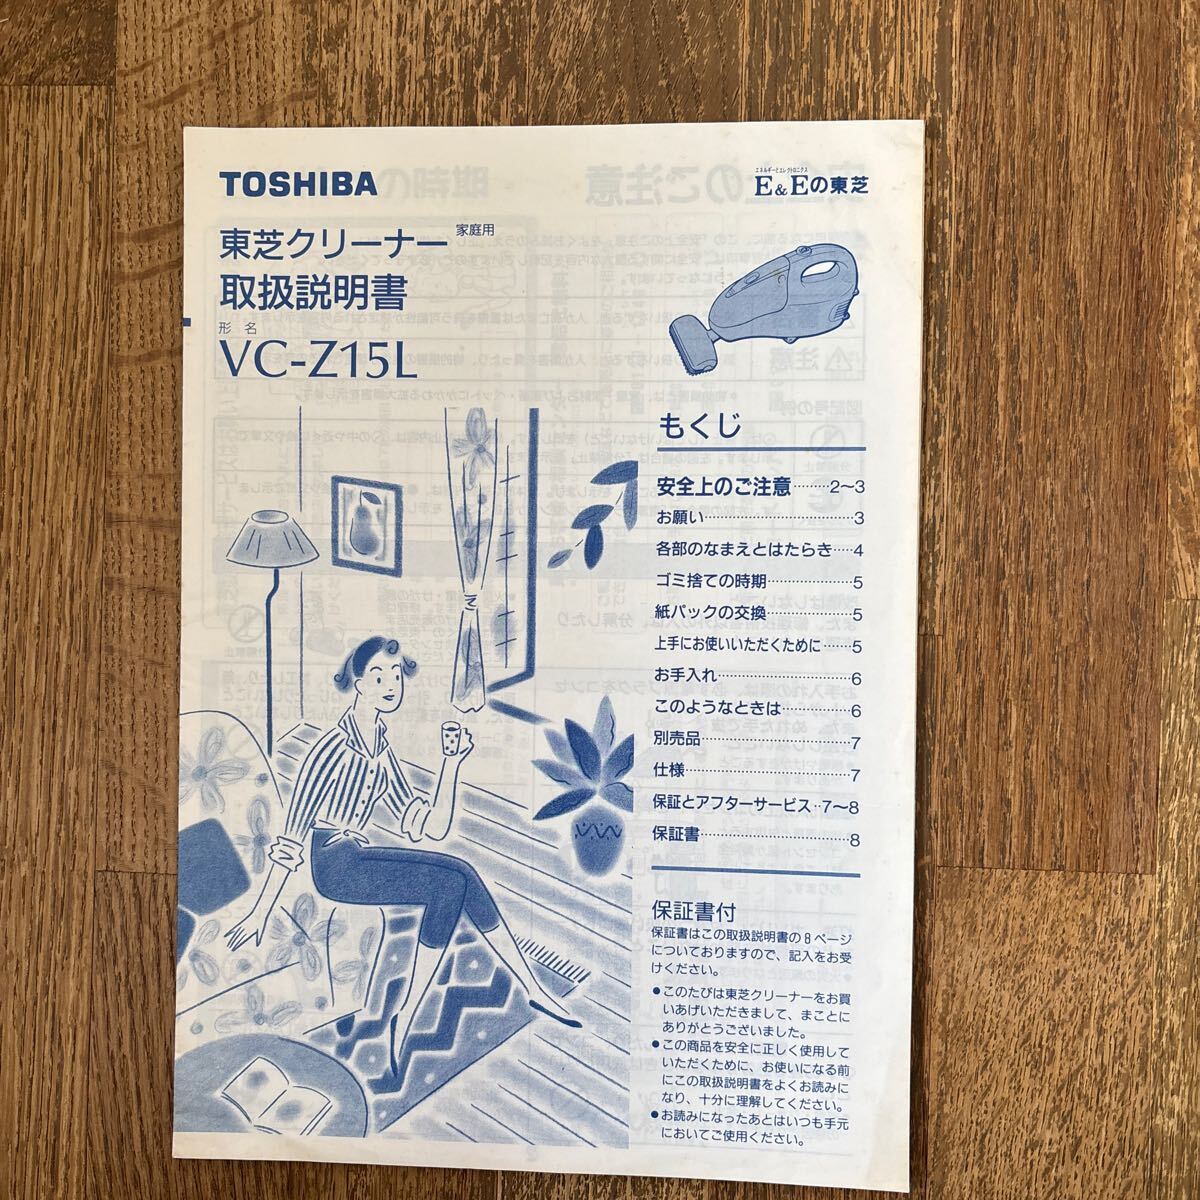 TOSHIBA
エネルギーとエレクトロニクス
E&Eの東芝
東芝クリーナー 家庭用
取扱説明書
形名
VC-Z15L
もくじ
安全上のご注意………2〜3
お願い……………………………3
各部のなまえとはたらき……4
ゴミ捨ての時期………………5
紙パックの交換………………5
上手にお使いいただくために……5
お手入れ…………………………6
このようなときは……………6
別売品……………………………7
仕様………………………………7
保証とアフターサービス…7〜8
保証書……………………………8
保証書付
保証書はこの取扱説明書の8ページ
についておりますので、記入をお受
けください。
●このたびは東芝クリーナーをお買
いあげいただきまして、まことに
ありがとうございました。
●この商品を安全に正しく使用して
いただくために、お使いになる前
にこの取扱説明書をよくお読みに
なり、十分に理解してください。
●お読みになったあとはいつも手元
においてご使用ください。